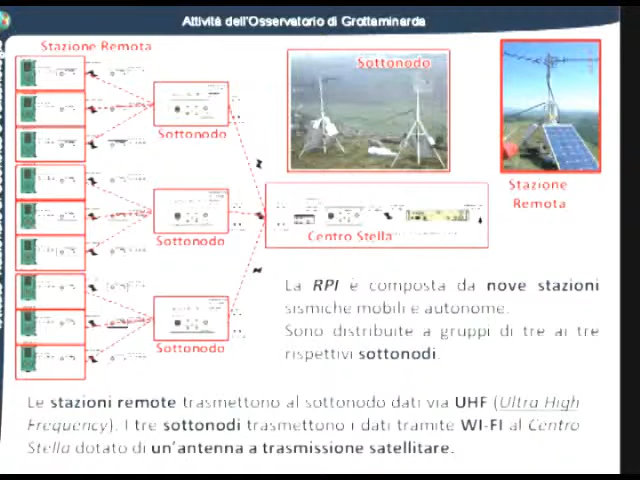 Attività dell'Osservatorio di Grottaminarda
Stazione Remota
Sottonodo
Sottonodo
Sottonodo
Sottonodo
Stazione
Remota
Centro Stella
La RPI è composta da nove stazioni
sismiche mobili e autonome.
Sono distribuite a gruppi di tre ai tre
rispettivi sottonodi.
Le stazioni remote trasmettono al sottonodo dati via UHF (Ultra High
Frequency). I tre sottonodi trasmettono i dati tramite WI-FI al Centro
Stella dotato di un'antenna a trasmissione satellitare.